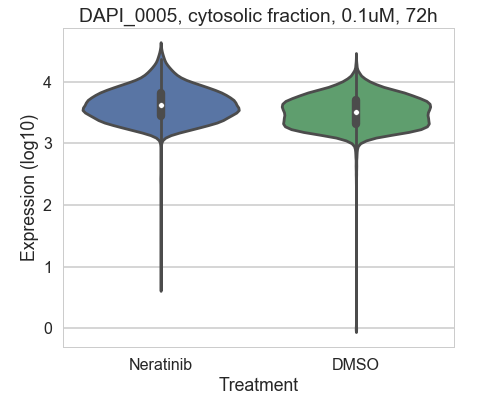 DAPI_0005, cytosolic fraction, 0.1uM, 72h
Expression (log10)
4
3
2
1
0
Neratinib DMSO
Treatment